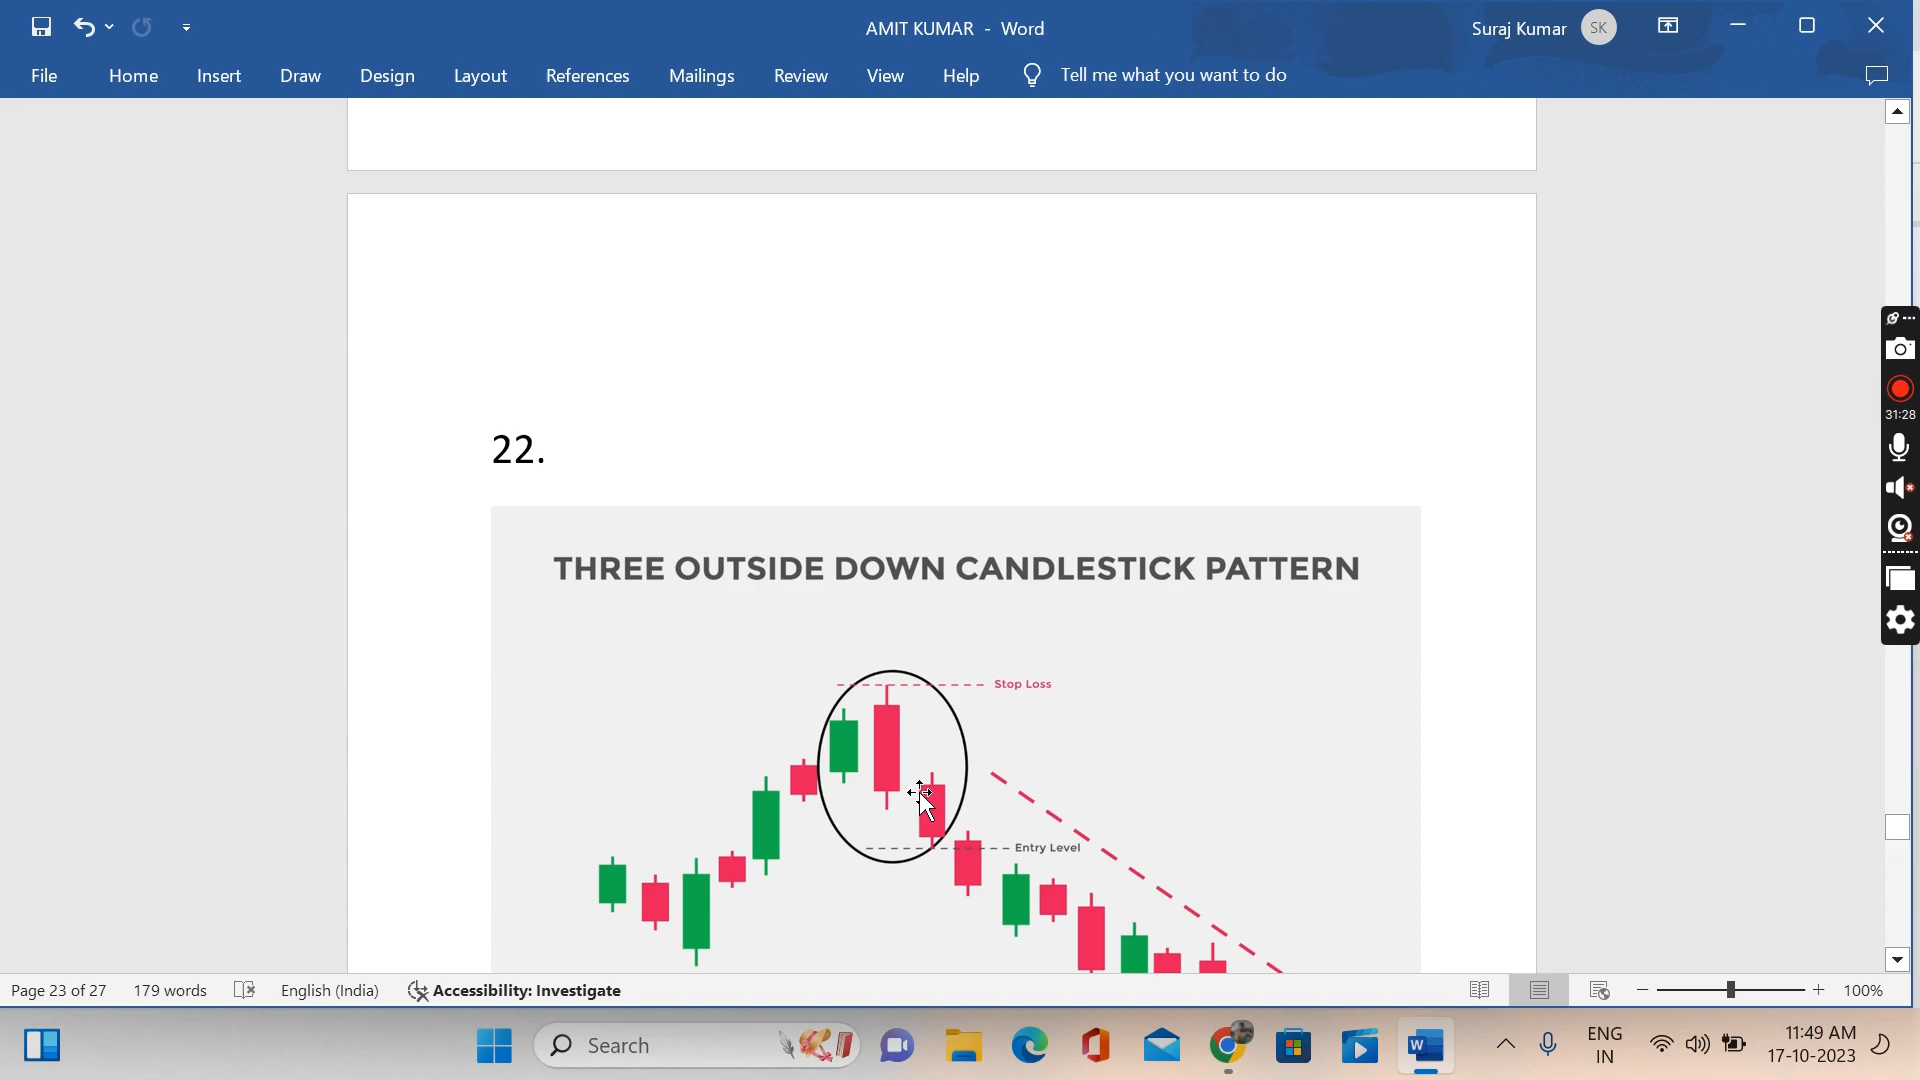 AMIT KUMAR - Word
Suraj Kumar
SK
File Home Insert Draw Design Layout References Mailings Review View Help Tell me what you want to do
31:28
22.
THREE OUTSIDE DOWN CANDLESTICK PATTERN
Stop Loss
Entry Level
Page 23 of 27 179 words English (India) Accessibility: Investigate 100%
Search
W
ENG
IN
11:49 AM
17-10-2023